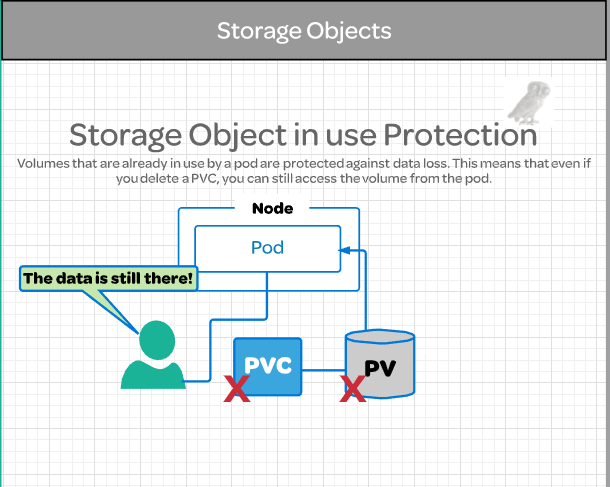 Storage Objects
Storage Object in use Protection
Volumes that are already in use by a pod are protected against data loss. This means that even if
you delete a PVC, you can still access the volume from the pod.
Node
Pod
The data is still there!
PVC
PV
X
X